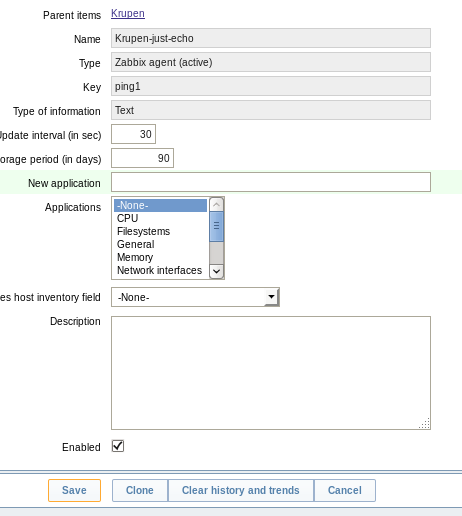 Parent items Krupen
Name Krupen-just-echo
Type Zabbix agent (active)
Key ping1
Type of information Text
Update interval (in sec) 30
orage period (in days) 90
New application
Applications -None-
CPU
Filesystems
General
Memory
Network interfaces
es host inventory field -None-
Description
Enabled
Save Clone Clear history and trends Cancel